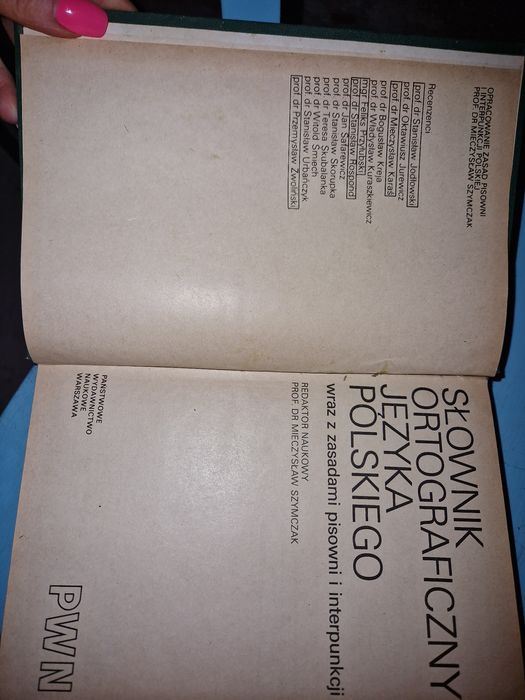 OPRACOWANIE ZASAD PISOWNI
I INTERPUNKCJI POLSKIEJ
PROF. DR MIECZYSŁAW SZYMCZAK
Recenzenci
prof. dr Stanisław Jodłowski
prof. dr Oktawiusz Jurewicz
prof. dr Mieczysław Karaś
prof. dr Bogusław Kreja
prof. dr Władysław Kuraszkiewicz
mgr Feliks Przyłubski
prof. dr Stanisław Rospond
prof. dr Jan Safarewicz
prof. dr Stanisław Skorupka
prof. dr Teresa Skubalanka
prof. dr Witold Śmiech
prof. dr Stanisław Urbańczyk
prof. dr Przemysław Zwoliński
SŁOWNIK
ORTOGRAFICZNY
JĘZYKA
POLSKIEGO
wraz z zasadami pisowni i interpunkcji
REDAKTOR NAUKOWY
PROF. DR MIECZYSŁAW SZYMCZAK
PAŃSTWOWE
WYDAWNICTWO
NAUKOWE
WARSZAWA
PWN